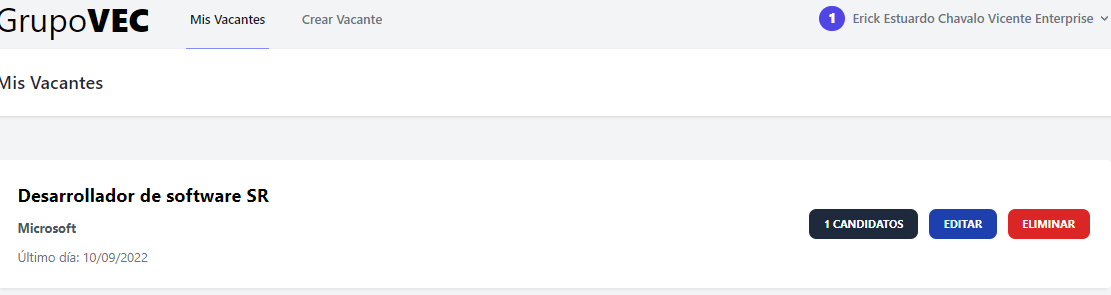 GrupoVEC
Mis Vacantes
Crear Vacante
1
Erick Estuardo Chavalo Vicente Enterprise
Mis Vacantes
Desarrollador de software SR
Microsoft
Último día: 10/09/2022
1 CANDIDATOS
EDITAR
ELIMINAR